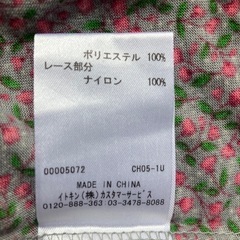 ポリエステル 100%
レース部分
ナイロン 100%
00005072 CH05-1U
MADE IN CHINA
イトキン(株)カスタマーサービス
0120-888-363 03-3478-8088